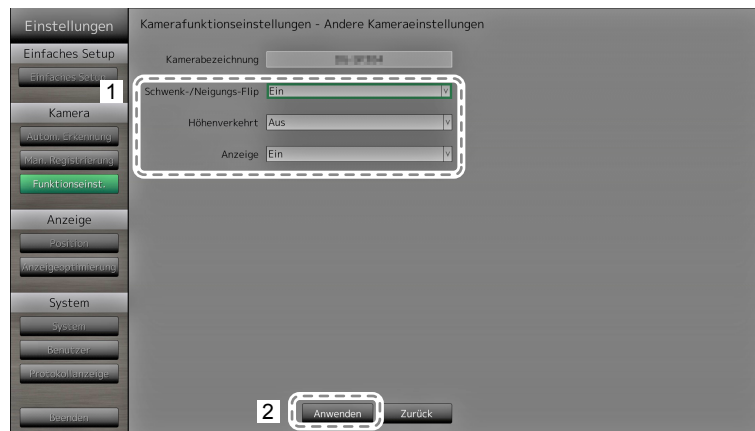 Einstellungen
Kamerafunktionseinstellungen - Andere Kameraeinstellungen
Einfaches Setup
Einfaches Setup
1
Kamerabezeichnung
Schwenk-/Neigungs-Flip Ein
Höhenverkehrt Aus
Anzeige Ein
Kamera
Autom. Erkennung
Man. Registrierung
Funktionseinst.
Anzeige
Position
Anzeigeoptimierung
System
System
Benutzer
Protokollanzeige
Beenden
2
Anwenden
Zurück